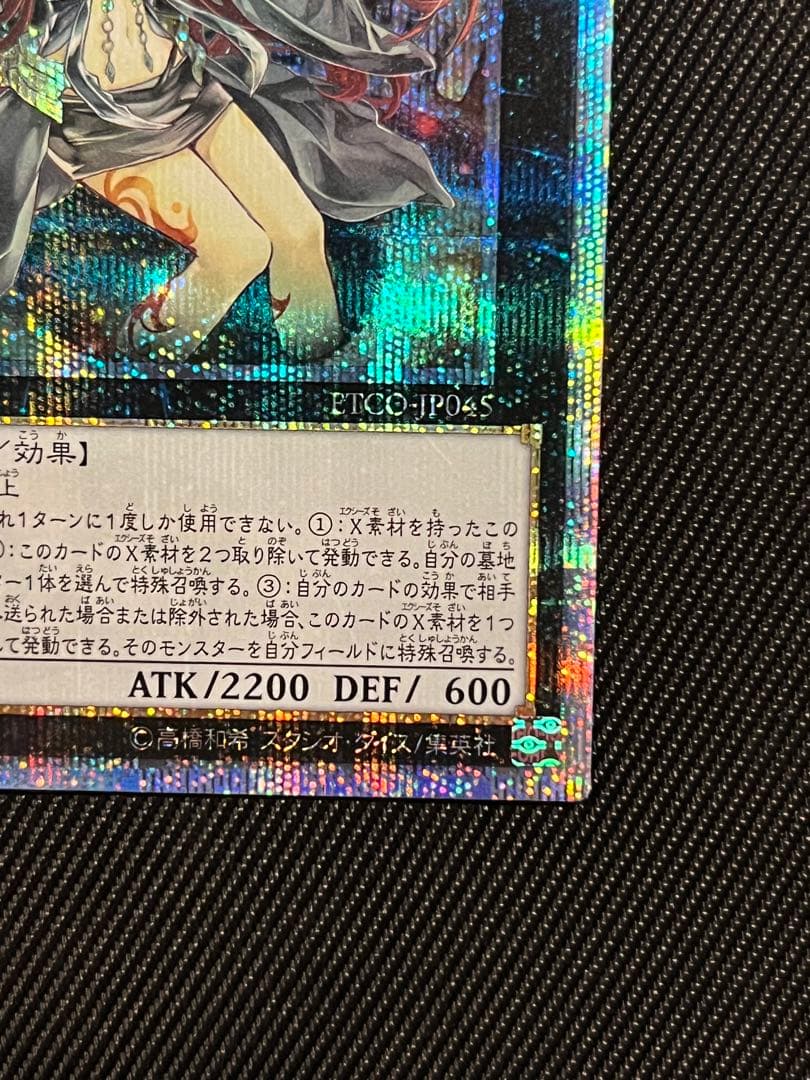 ETCO-JP045
／効果】
上
れ1ターンに1度しか使用できない。①：X素材を持ったこの
：このカードのX素材を2つ取り除いて発動できる。自分の墓地
ター1体を選んで特殊召喚する。③：自分のカードの効果で相手
送られた場合または除外された場合、このカードのX素材を1つ
て発動できる。そのモンスターを自分フィールドに特殊召喚する。
ATK/2200 DEF/ 600
©高橋和希 スタジオ・ダイス/集英社